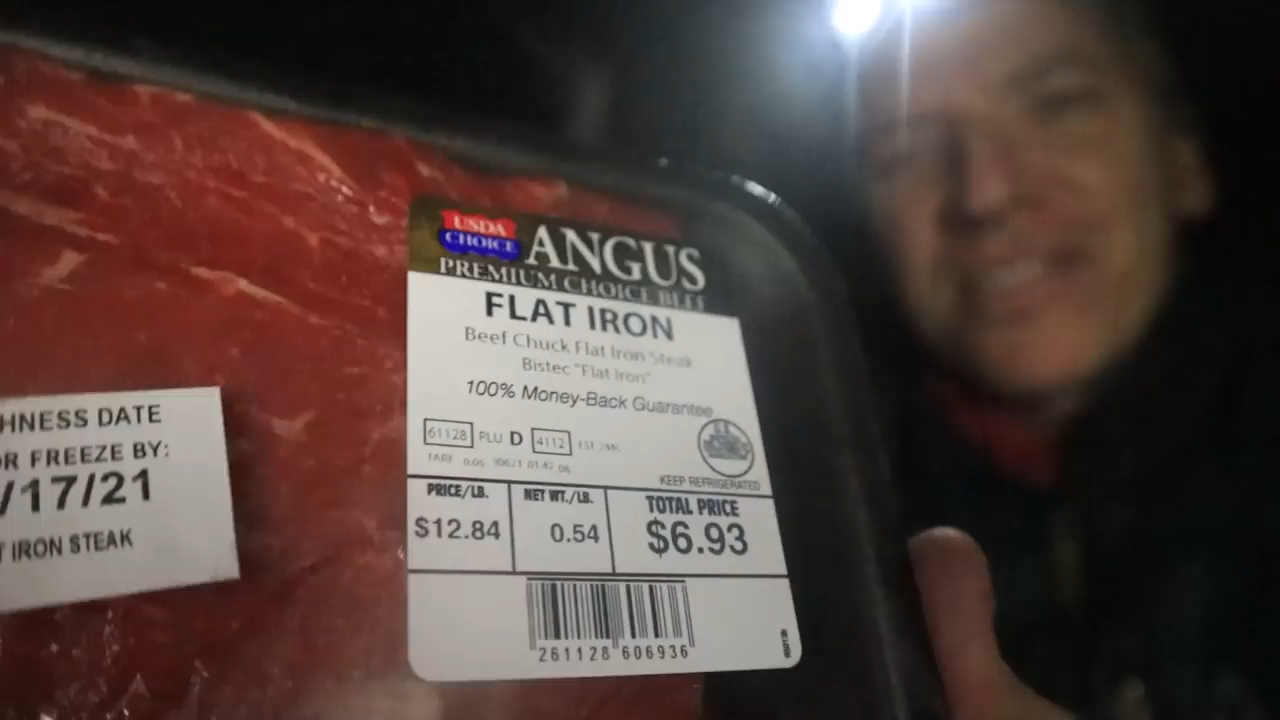 HNESS DATE
OR FREEZE BY:
/17/21
T IRON STEAK
USDA
CHOICE
ANGUS
PREMIUM CHOICE BEEF
FLAT IRON
Beef Chuck Flat Iron Steak
Bistec "Flat Iron"
100% Money-Back Guarantee
61128 PLU D 4112
KEEP REFRIGERATED
PRICE/LB. NET WT./LB. TOTAL PRICE
$12.84 0.54 $6.93
261128 606936